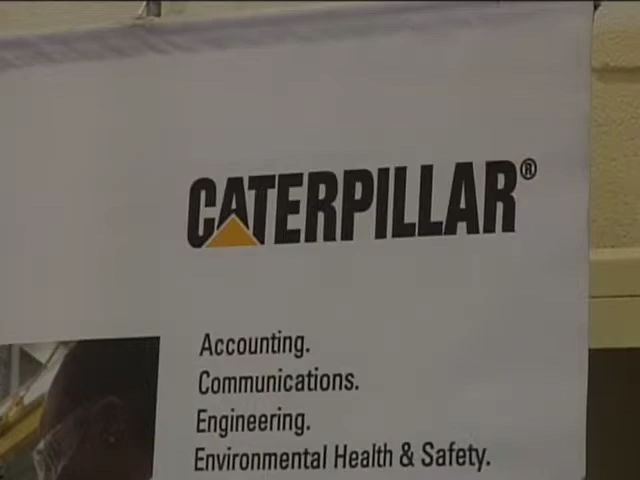 CATERPILLAR®
Accounting.
Communications.
Engineering.
Environmental Health & Safety.